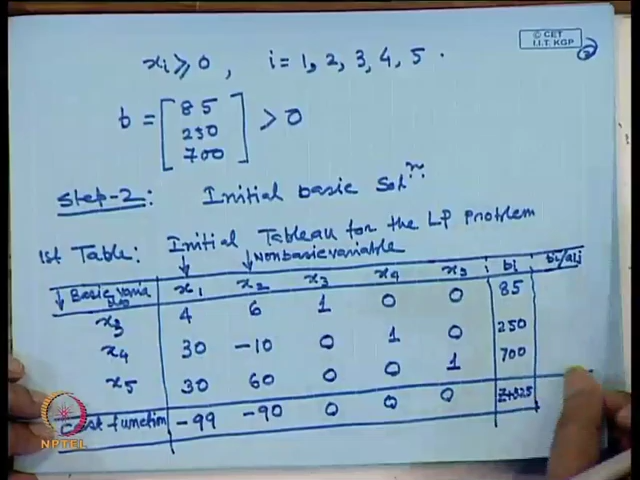 © CET
I.I.T. KGP
xi ≥ 0 , i = 1, 2, 3, 4, 5 .
b = [ 85
250
700 ] > 0
Step-2: Initial basic Solⁿ:
1st Table: Initial Tableau for the LP Problem
↓ ↓ Nonbasic variable
↓ Basic variables x1 x2 x3 x4 x5 bi bi/aij
x3 4 6 1 0 0 85
x4 30 -10 0 1 0 250
x5 30 60 0 0 1 700
Cost function -99 -90 0 0 0
NPTEL